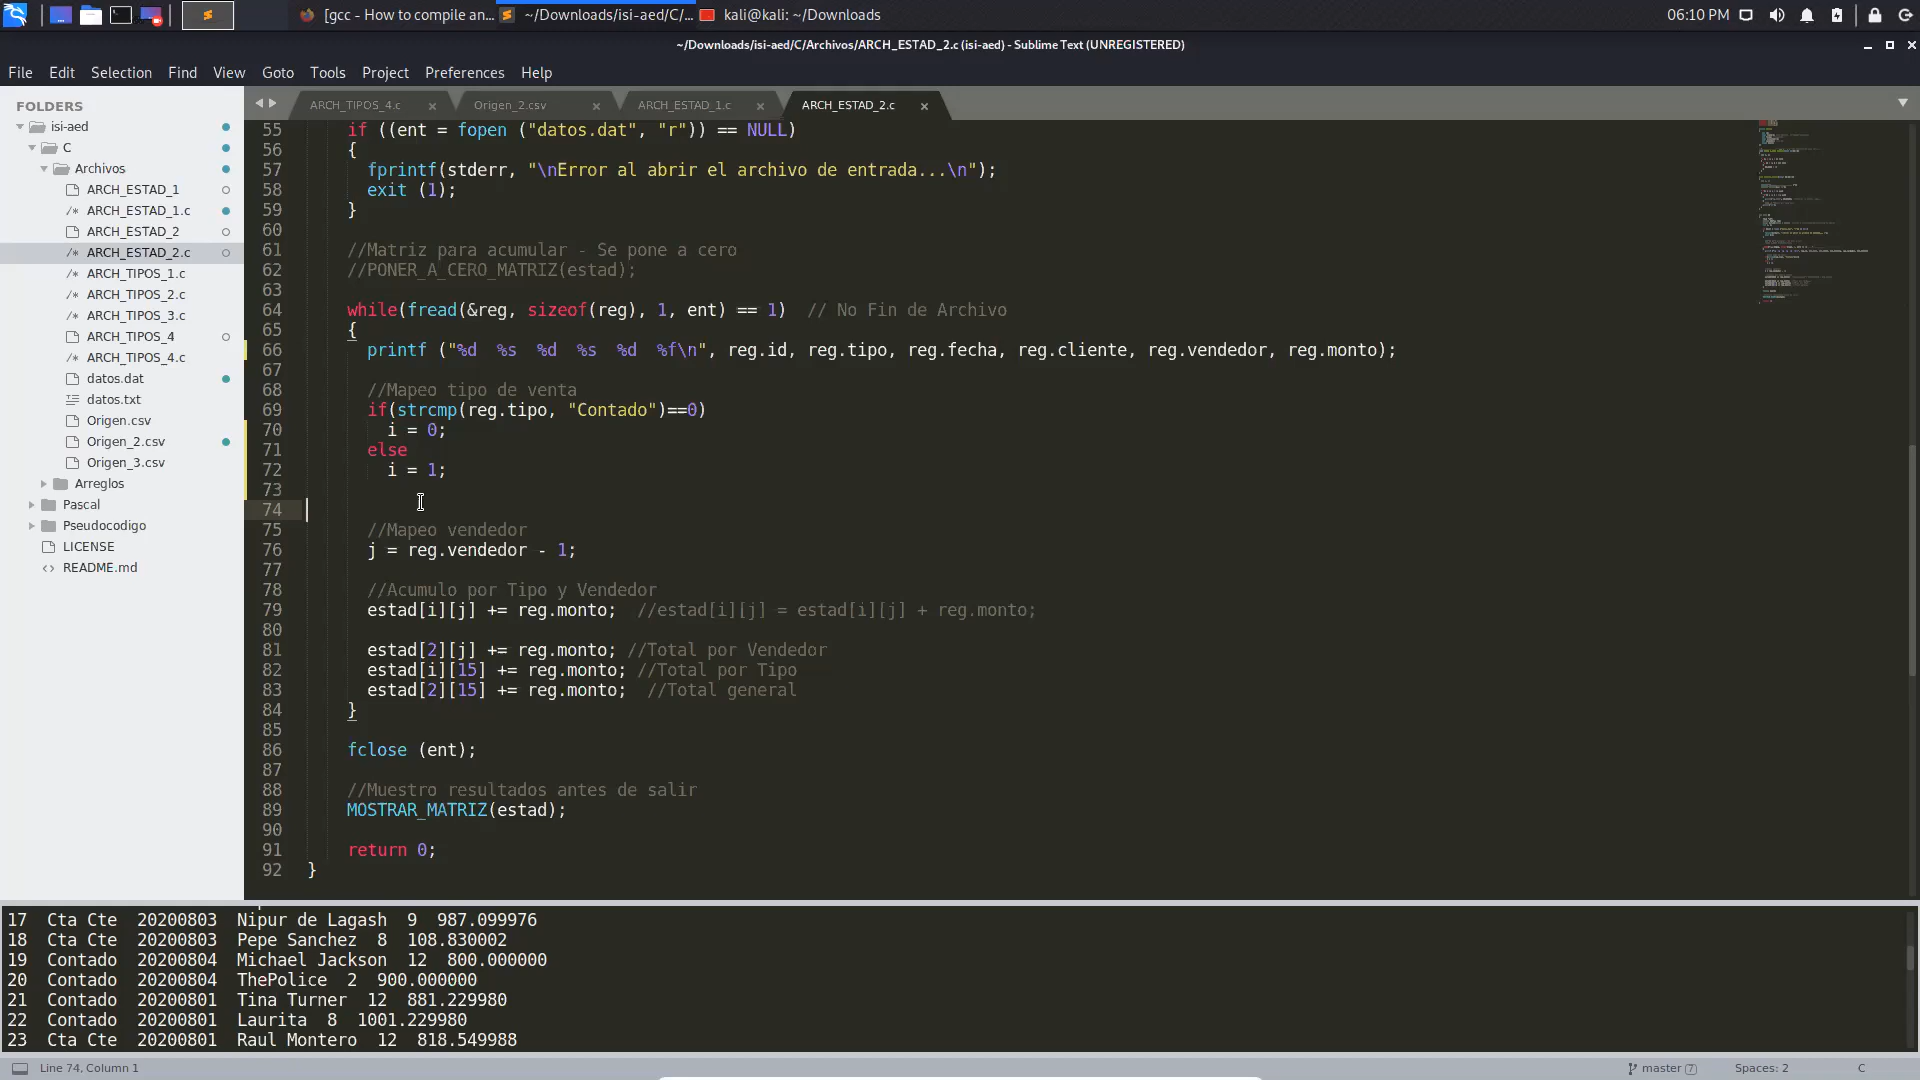 [gcc - How to compile an...
~/Downloads/isi-aed/C/...
kali@kali: ~/Downloads
06:10 PM
~/Downloads/isi-aed/C/Archivos/ARCH_ESTAD_2.c (isi-aed) - Sublime Text (UNREGISTERED)
File Edit Selection Find View Goto Tools Project Preferences Help
FOLDERS
isi-aed
C
Archivos
ARCH_ESTAD_1
/* ARCH_ESTAD_1.c
ARCH_ESTAD_2
/* ARCH_ESTAD_2.c
/* ARCH_TIPOS_1.c
/* ARCH_TIPOS_2.c
/* ARCH_TIPOS_3.c
ARCH_TIPOS_4
/* ARCH_TIPOS_4.c
datos.dat
datos.txt
Origen.csv
Origen_2.csv
Origen_3.csv
Arreglos
Pascal
Pseudocodigo
LICENSE
<> README.md
ARCH_TIPOS_4.c × Origen_2.csv × ARCH_ESTAD_1.c × ARCH_ESTAD_2.c ×
55 if ((ent = fopen ("datos.dat", "r")) == NULL)
56 {
57 fprintf(stderr, "\nError al abrir el archivo de entrada...\n");
58 exit (1);
59 }
60
61 //Matriz para acumular - Se pone a cero
62 //PONER_A_CERO_MATRIZ(estad);
63
64 while(fread(&reg, sizeof(reg), 1, ent) == 1) // No Fin de Archivo
65 {
66 printf ("%d  %s  %d  %s  %d  %f\n", reg.id, reg.tipo, reg.fecha, reg.cliente, reg.vendedor, reg.monto);
67
68 //Mapeo tipo de venta
69 if(strcmp(reg.tipo, "Contado")==0)
70 i = 0;
71 else
72 i = 1;
73
74
75 //Mapeo vendedor
76 j = reg.vendedor - 1;
77
78 //Acumulo por Tipo y Vendedor
79 estad[i][j] += reg.monto; //estad[i][j] = estad[i][j] + reg.monto;
80
81 estad[2][j] += reg.monto; //Total por Vendedor
82 estad[i][15] += reg.monto; //Total por Tipo
83 estad[2][15] += reg.monto; //Total general
84 }
85
86 fclose (ent);
87
88 //Muestro resultados antes de salir
89 MOSTRAR_MATRIZ(estad);
90
91 return 0;
92 }
17  Cta Cte  20200803  Nipur de Lagash  9  987.099976
18  Cta Cte  20200803  Pepe Sanchez  8  108.830002
19  Contado  20200804  Michael Jackson  12  800.000000
20  Contado  20200804  ThePolice  2  900.000000
21  Contado  20200801  Tina Turner  12  881.229980
22  Contado  20200801  Laurita  8  1001.229980
23  Cta Cte  20200801  Raul Montero  12  818.549988
Line 74, Column 1
master 7
Spaces: 2
C